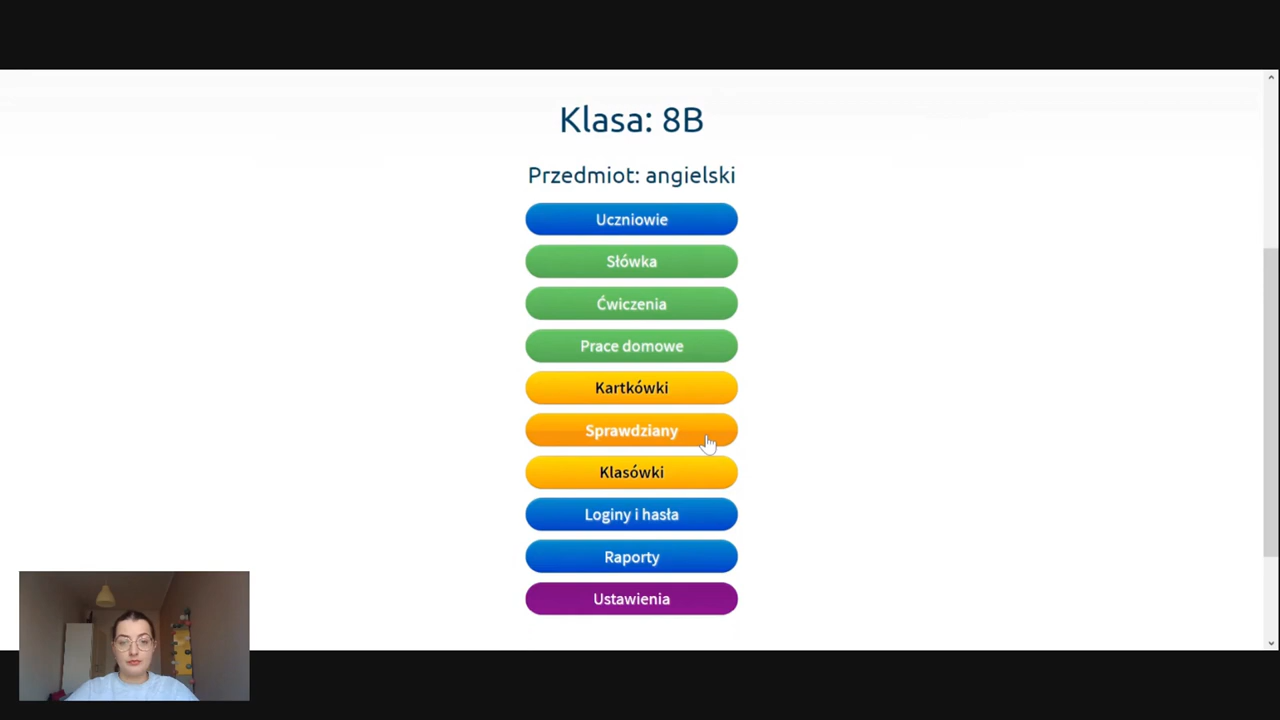 Klasa: 8B
Przedmiot: angielski
Uczniowie
Słówka
Ćwiczenia
Prace domowe
Kartkówki
Sprawdziany
Klasówki
Loginy i hasła
Raporty
Ustawienia